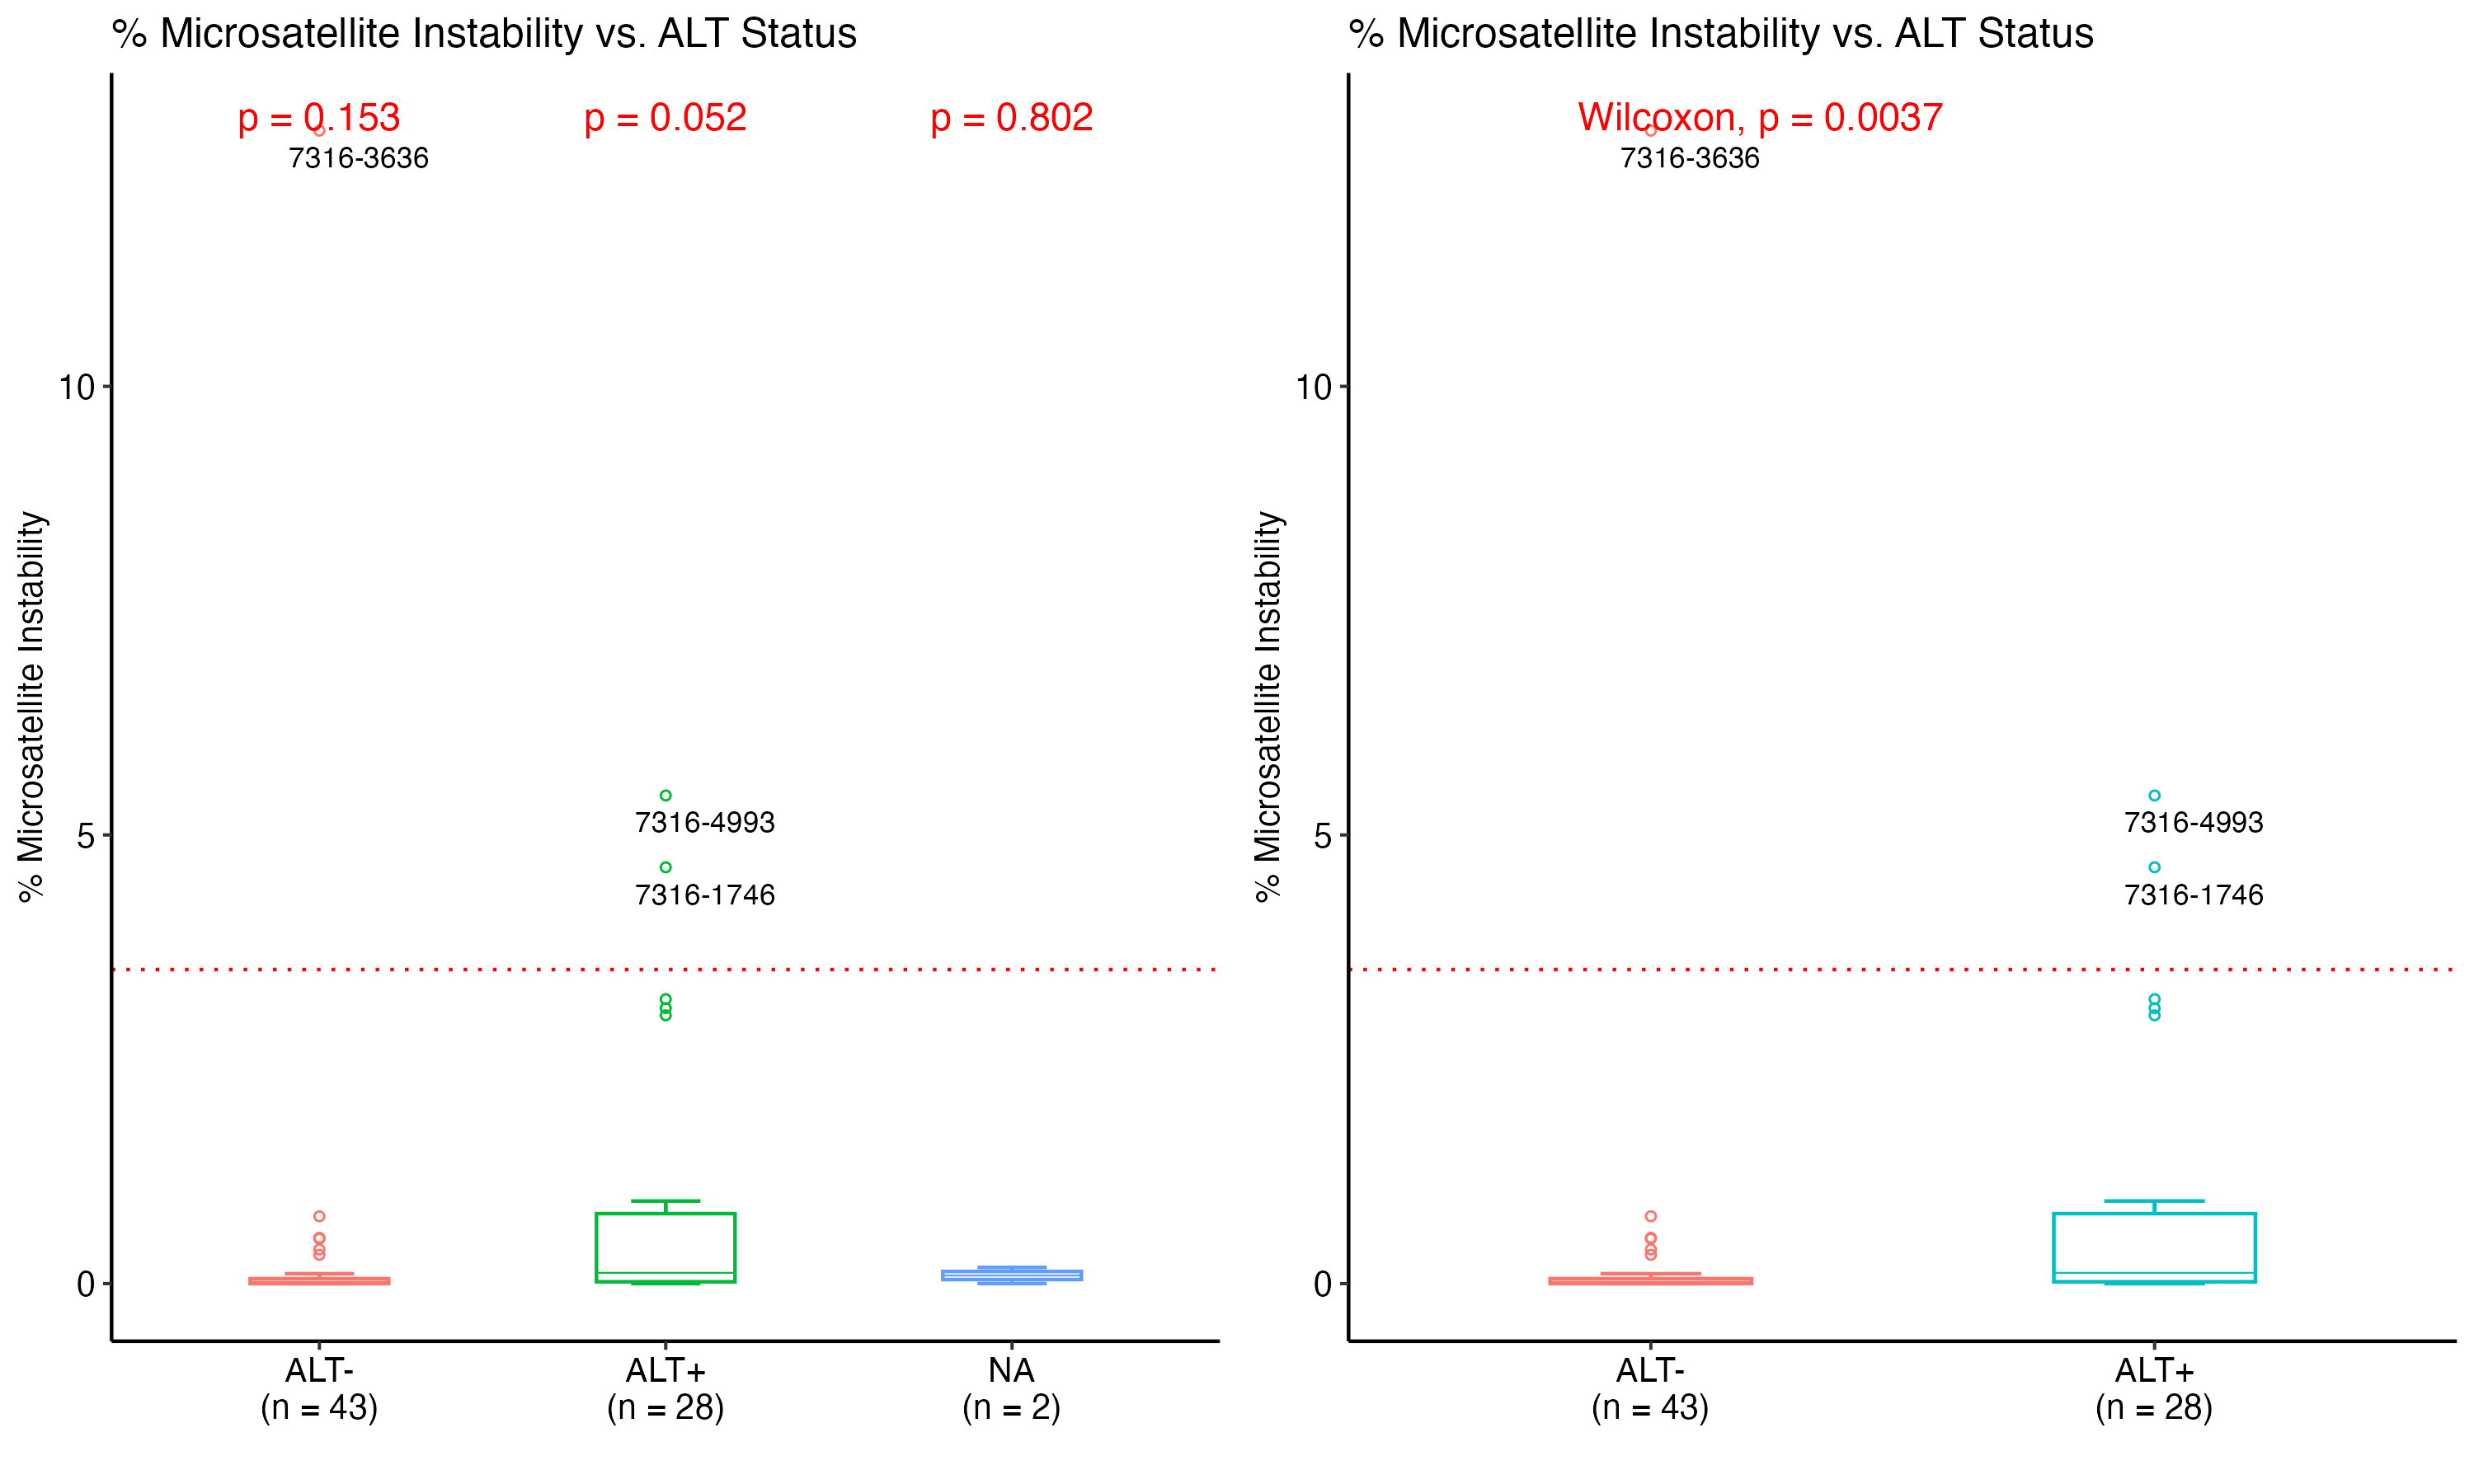 % Microsatellite Instability vs. ALT Status
p = 0.153
p = 0.052
p = 0.802
7316-3636
10
7316-4993
5
7316-1746
0
% Microsatellite Instability
ALT-
(n = 43)
ALT+
(n = 28)
NA
(n = 2)
% Microsatellite Instability vs. ALT Status
Wilcoxon, p = 0.0037
7316-3636
10
7316-4993
5
7316-1746
0
% Microsatellite Instability
ALT-
(n = 43)
ALT+
(n = 28)